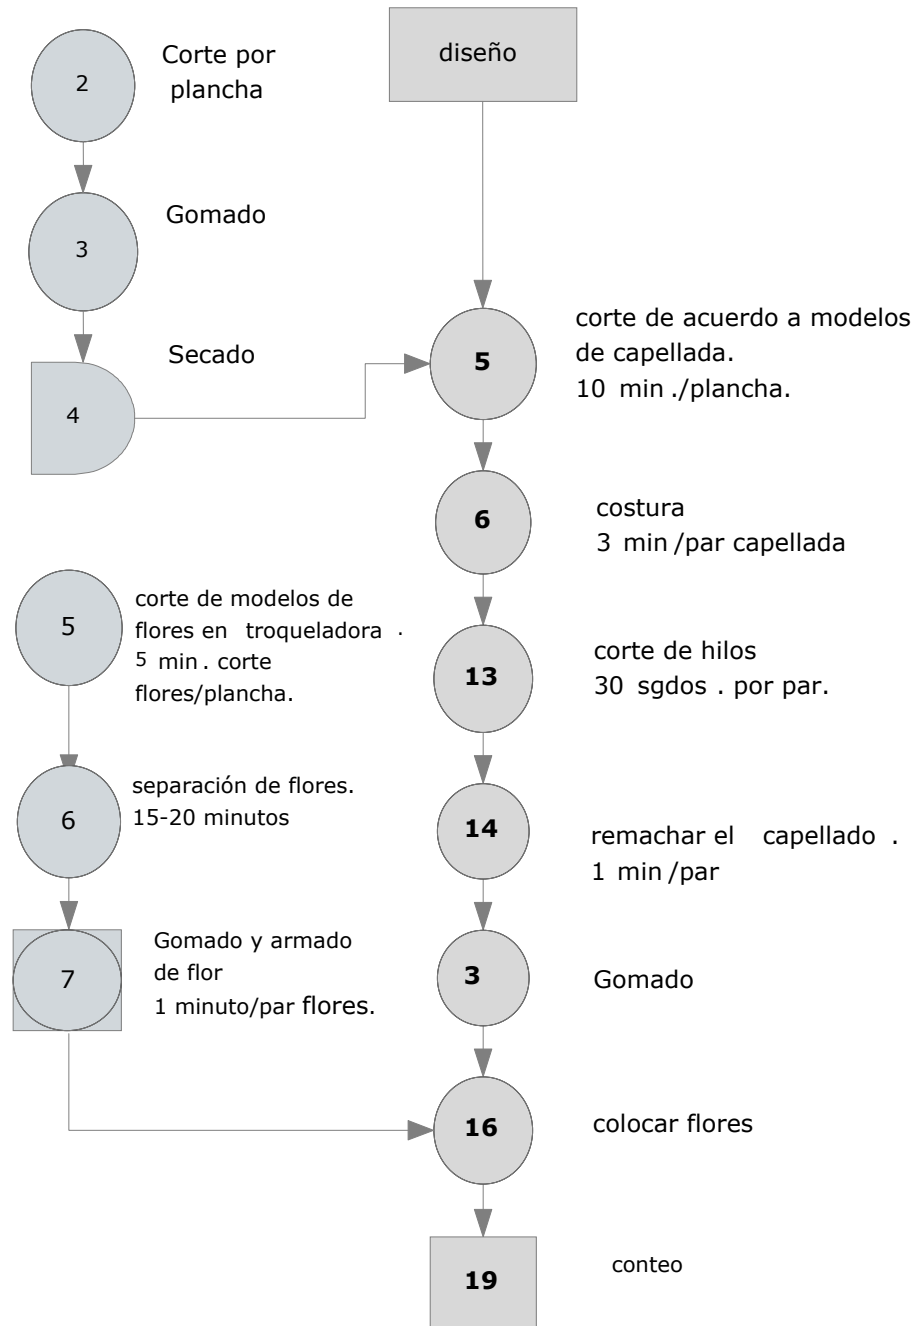 2
Corte por
plancha
diseño
3
Gomado
4
Secado
5
corte de acuerdo a modelos
de capellada.
10 min ./plancha.
6
costura
3 min /par capellada
5
corte de modelos de
flores en troqueladora .
5 min . corte
flores/plancha.
13
corte de hilos
30 sgdos . por par.
6
separación de flores.
15-20 minutos
14
remachar el capellado .
1 min /par
7
Gomado y armado
de flor
1 minuto/par flores.
3
Gomado
16
colocar flores
19
conteo